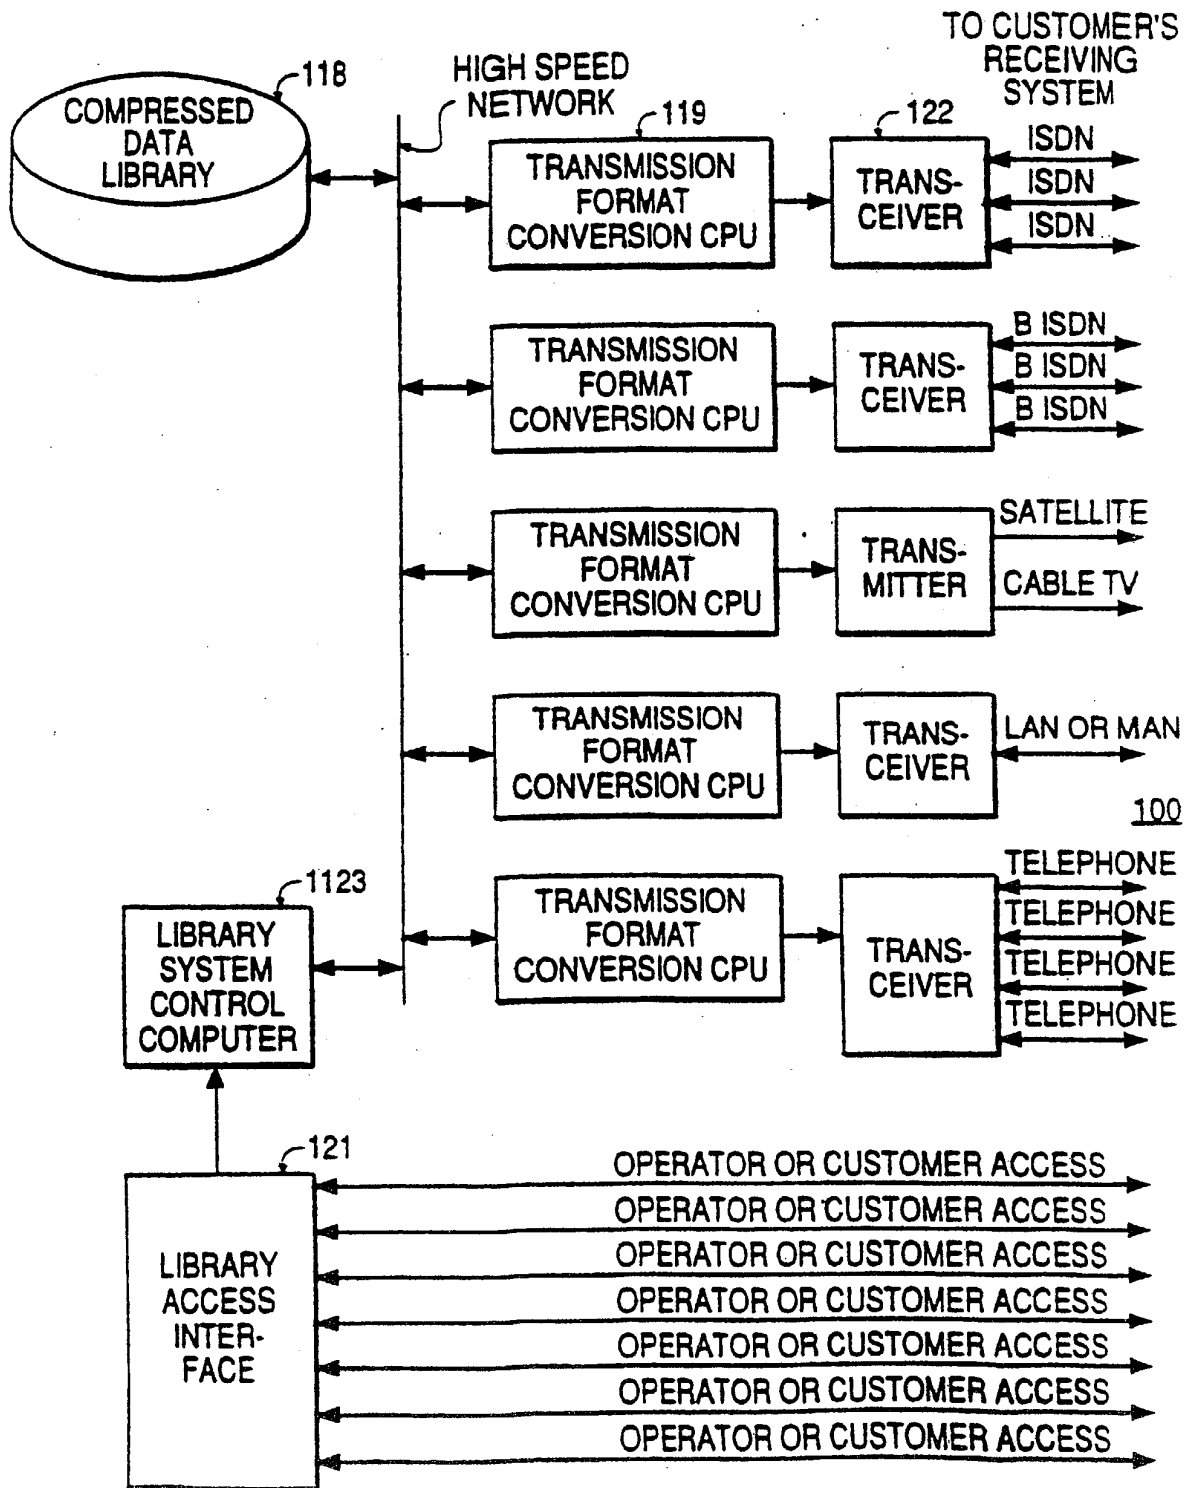 TO CUSTOMER'S
RECEIVING
SYSTEM
118
COMPRESSED
DATA
LIBRARY
HIGH SPEED
NETWORK
119
TRANSMISSION
FORMAT
CONVERSION CPU
122
TRANS-
CEIVER
ISDN
ISDN
ISDN
TRANSMISSION
FORMAT
CONVERSION CPU
TRANS-
CEIVER
B ISDN
B ISDN
B ISDN
TRANSMISSION
FORMAT
CONVERSION CPU
TRANS-
MITTER
SATELLITE
CABLE TV
TRANSMISSION
FORMAT
CONVERSION CPU
TRANS-
CEIVER
LAN OR MAN
100
TRANSMISSION
FORMAT
CONVERSION CPU
TRANS-
CEIVER
TELEPHONE
TELEPHONE
TELEPHONE
TELEPHONE
1123
LIBRARY
SYSTEM
CONTROL
COMPUTER
121
LIBRARY
ACCESS
INTER-
FACE
OPERATOR OR CUSTOMER ACCESS
OPERATOR OR CUSTOMER ACCESS
OPERATOR OR CUSTOMER ACCESS
OPERATOR OR CUSTOMER ACCESS
OPERATOR OR CUSTOMER ACCESS
OPERATOR OR CUSTOMER ACCESS
OPERATOR OR CUSTOMER ACCESS